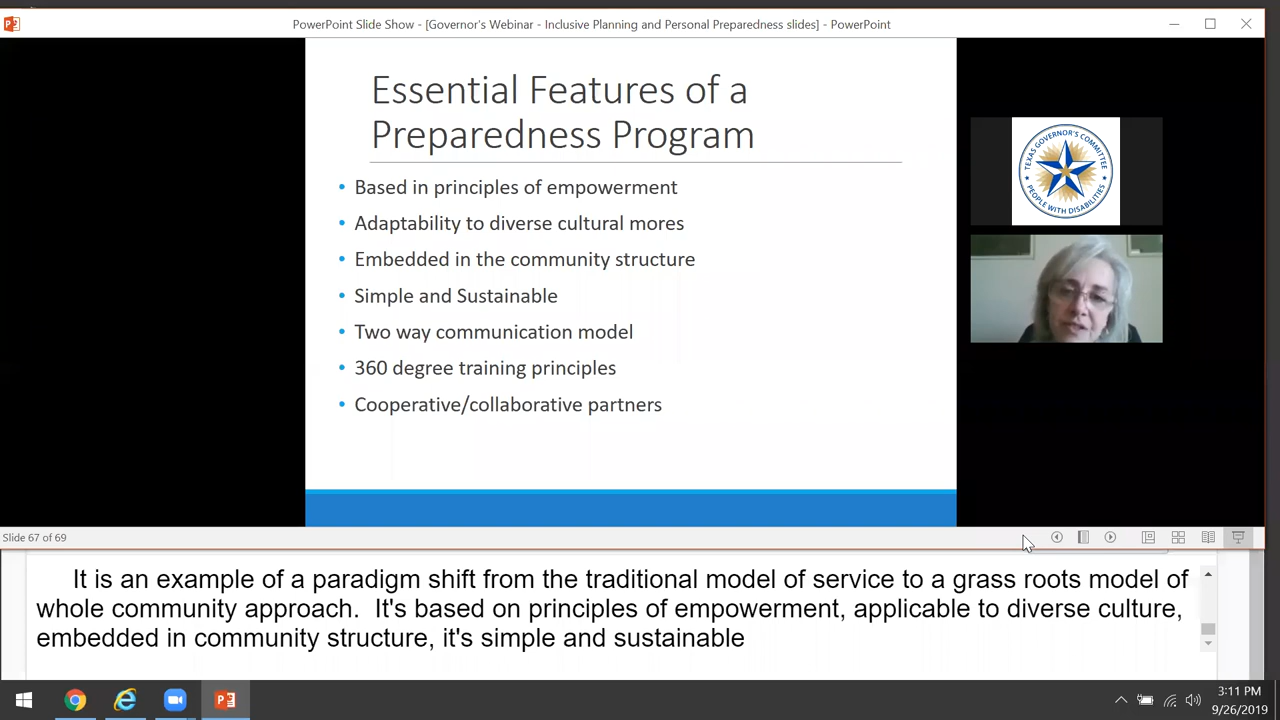 PowerPoint Slide Show - [Governor's Webinar - Inclusive Planning and Personal Preparedness slides] - PowerPoint
Essential Features of a
Preparedness Program
• Based in principles of empowerment
• Adaptability to diverse cultural mores
• Embedded in the community structure
• Simple and Sustainable
• Two way communication model
• 360 degree training principles
• Cooperative/collaborative partners
TEXAS GOVERNOR'S COMMITTEE
PEOPLE WITH DISABILITIES
Slide 67 of 69
It is an example of a paradigm shift from the traditional model of service to a grass roots model of
whole community approach. It's based on principles of empowerment, applicable to diverse culture,
embedded in community structure, it's simple and sustainable
3:11 PM
9/26/2019